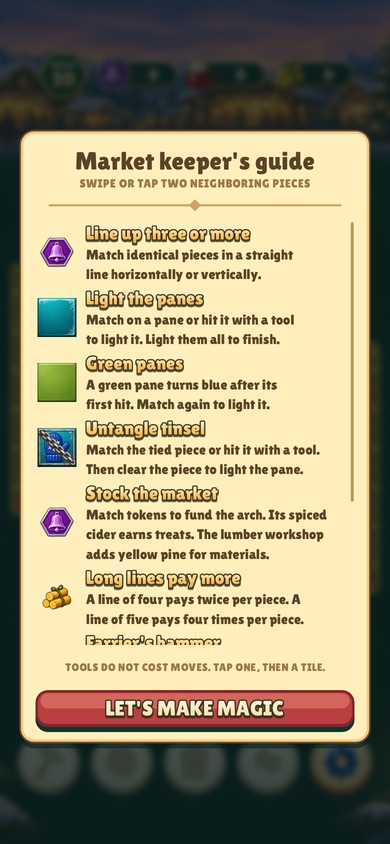 Market keeper's guide
SWIPE OR TAP TWO NEIGHBORING PIECES
Line up three or more
Match identical pieces in a straight
line horizontally or vertically.
Light the panes
Match on a pane or hit it with a tool
to light it. Light them all to finish.
Green panes
A green pane turns blue after its
first hit. Match again to light it.
Untangle tinsel
Match the tied piece or hit it with a tool.
Then clear the piece to light the pane.
Stock the market
Match tokens to fund the arch. Its spiced
cider earns treats. The lumber workshop
adds yellow pine for materials.
Long lines pay more
A line of four pays twice per piece. A
line of five pays four times per piece.
Farrier's hammer
TOOLS DO NOT COST MOVES. TAP ONE, THEN A TILE.
LET'S MAKE MAGIC